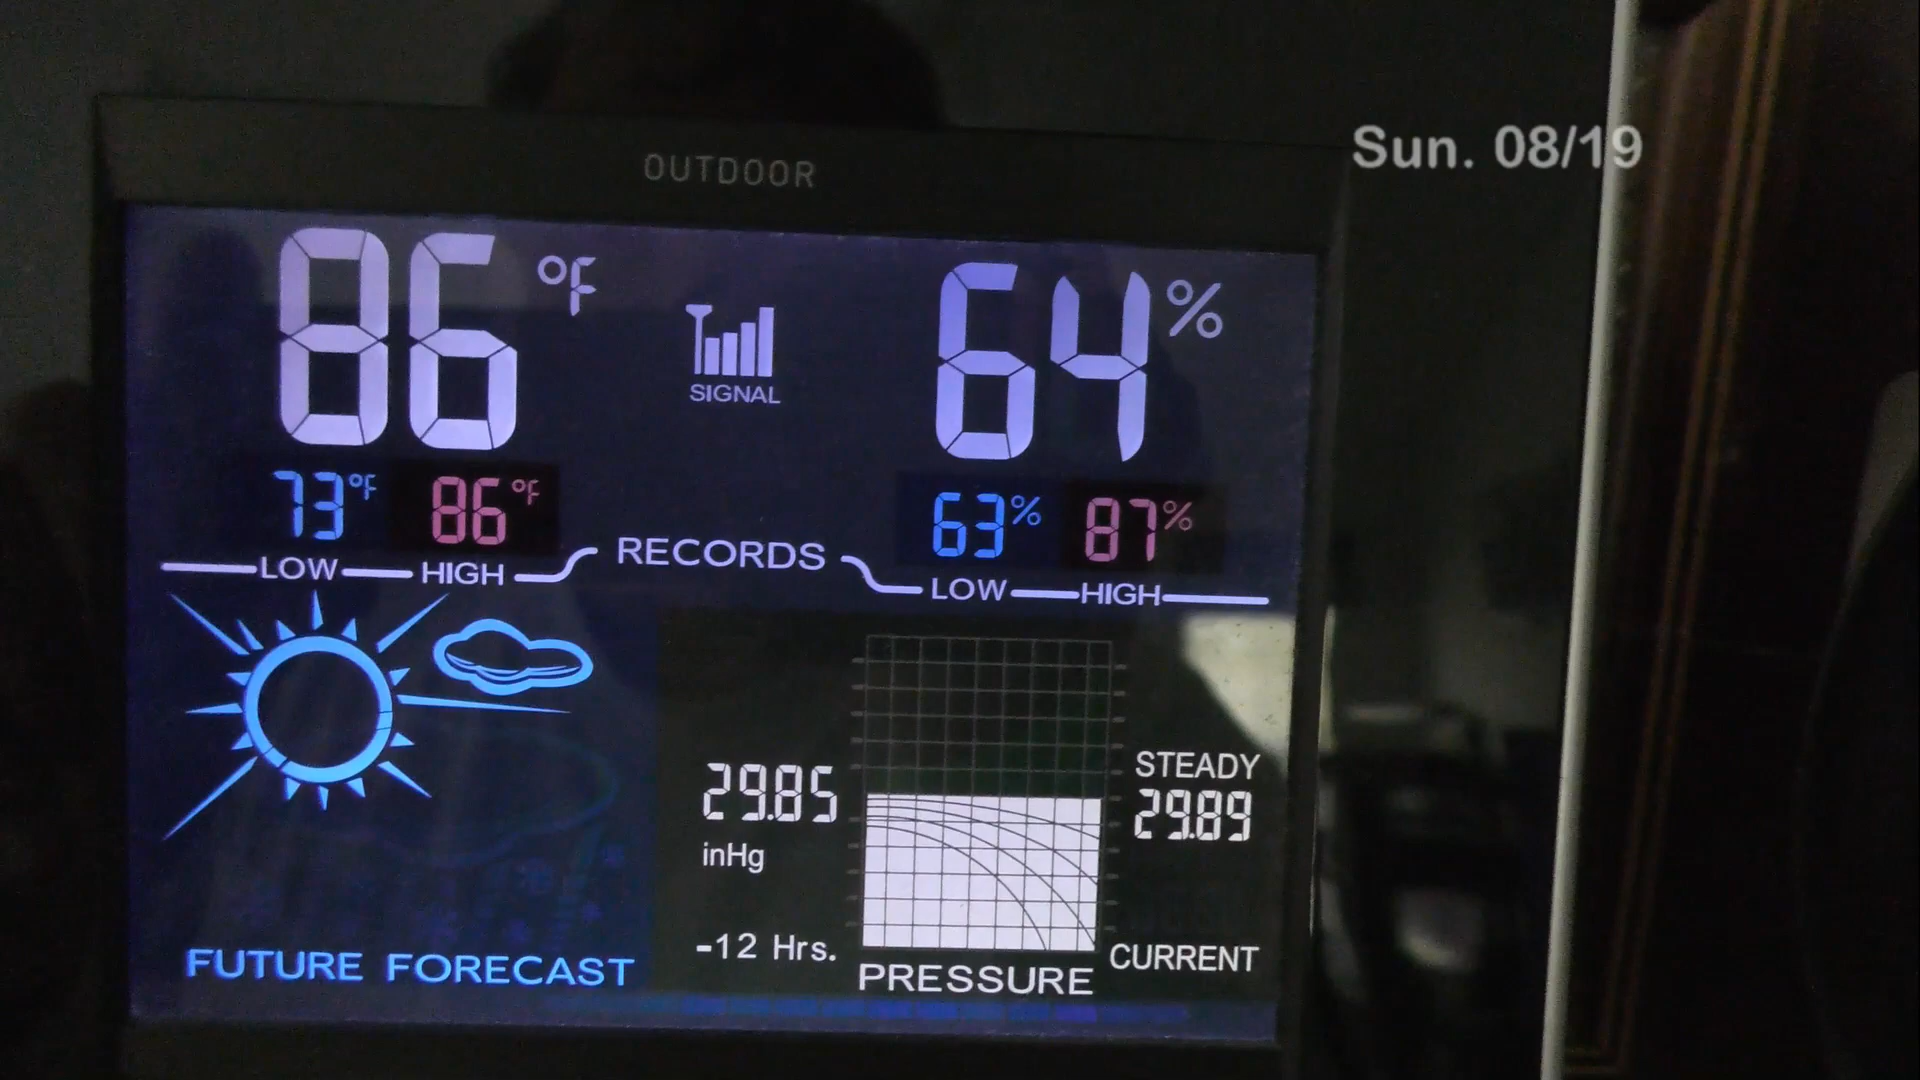 Sun. 08/19
OUTDOOR
86 °F
SIGNAL
64 %
73 °F 86 °F
63 % 87 %
LOW HIGH RECORDS LOW HIGH
29.85
inHg
-12 Hrs.
STEADY
29.89
CURRENT
PRESSURE
FUTURE FORECAST